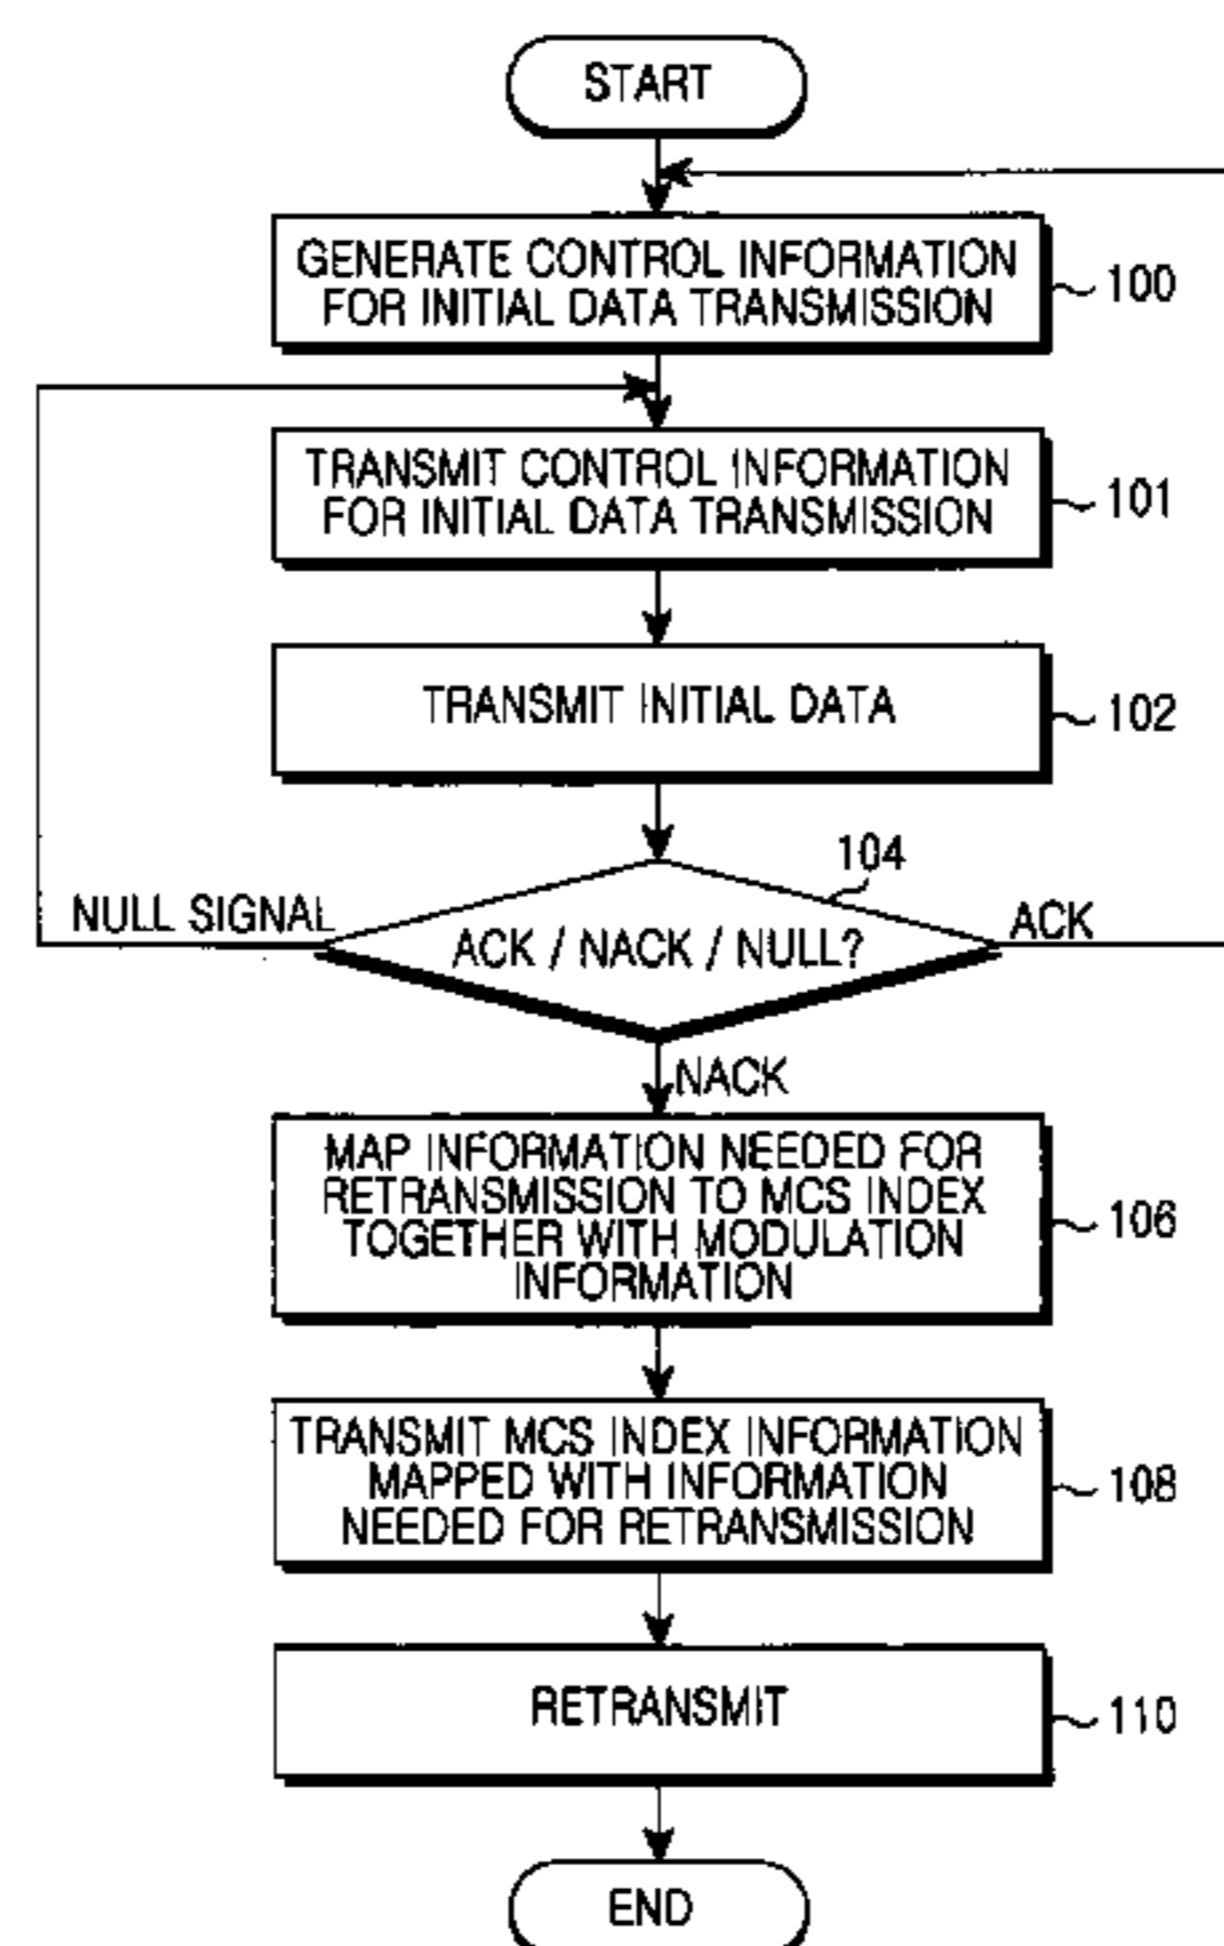 START
GENERATE CONTROL INFORMATION
FOR INITIAL DATA TRANSMISSION
100
TRANSMIT CONTROL INFORMATION
FOR INITIAL DATA TRANSMISSION
101
TRANSMIT INITIAL DATA
102
104
NULL SIGNAL
ACK / NACK / NULL?
ACK
NACK
MAP INFORMATION NEEDED FOR
RETRANSMISSION TO MCS INDEX
TOGETHER WITH MODULATION
INFORMATION
106
TRANSMIT MCS INDEX INFORMATION
MAPPED WITH INFORMATION
NEEDED FOR RETRANSMISSION
108
RETRANSMIT
110
END